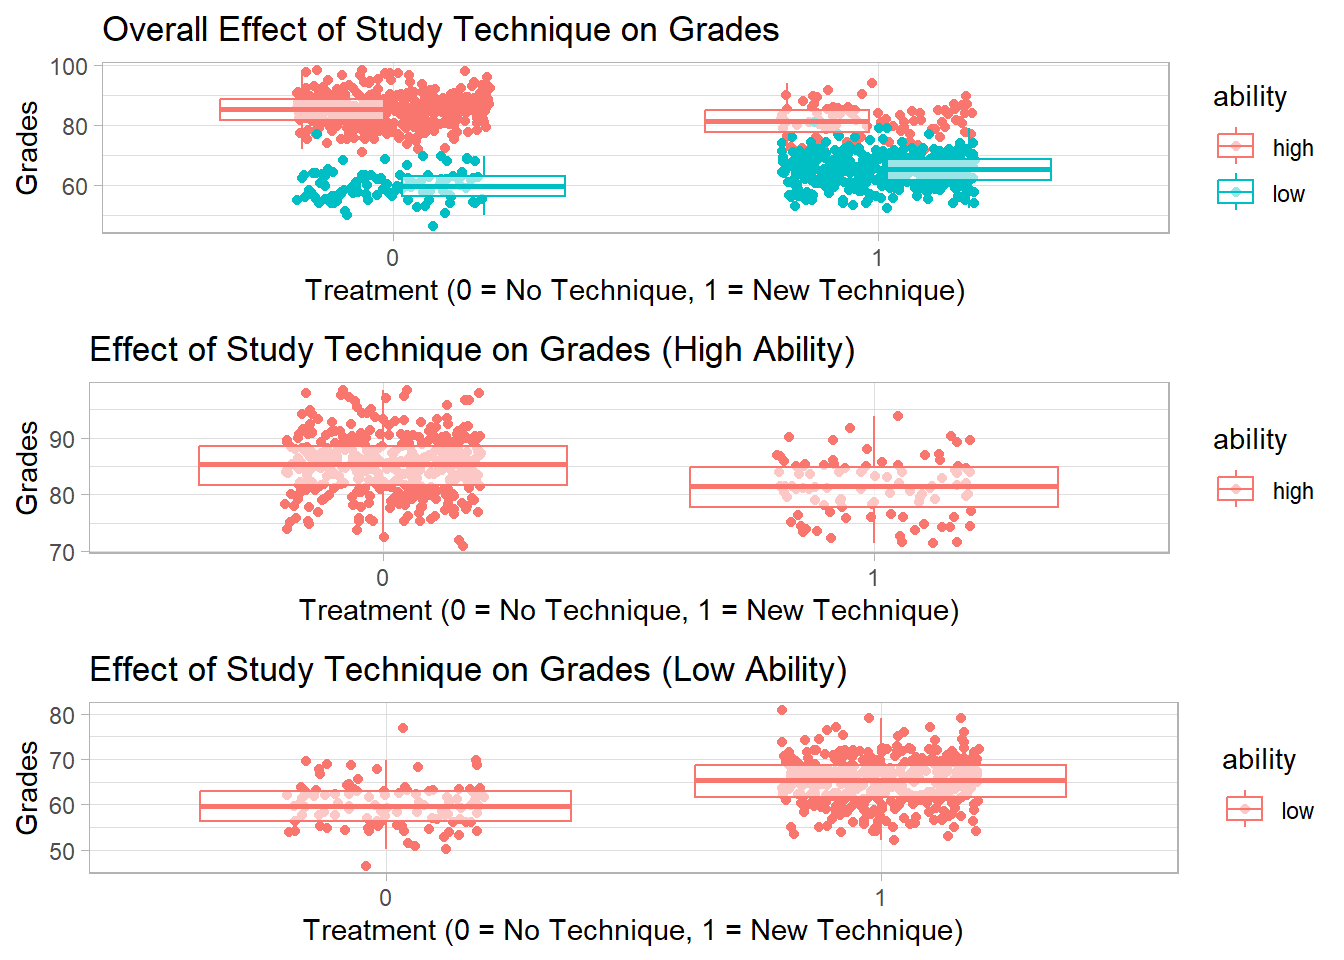 Overall Effect of Study Technique on Grades
Grades
100
80
60
0 1
Treatment (0 = No Technique, 1 = New Technique)
ability
high
low
Effect of Study Technique on Grades (High Ability)
Grades
90
80
70
0 1
Treatment (0 = No Technique, 1 = New Technique)
ability
high
Effect of Study Technique on Grades (Low Ability)
Grades
80
70
60
50
0 1
Treatment (0 = No Technique, 1 = New Technique)
ability
low